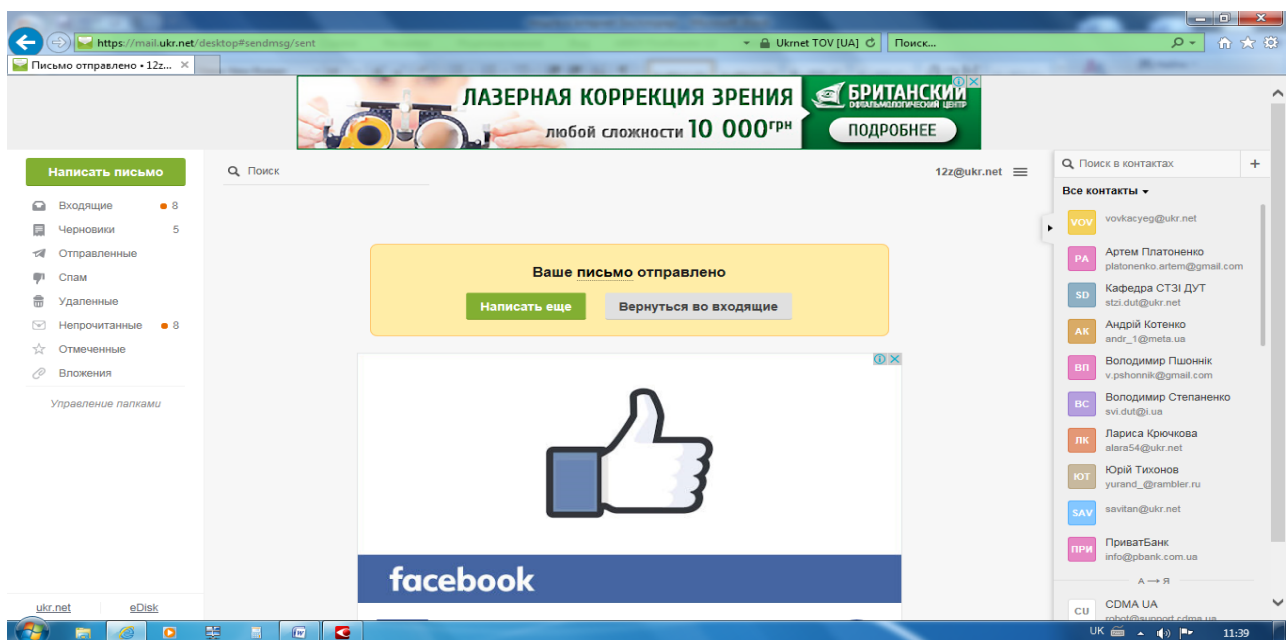 https://mail.ukr.net/desktop#sendmsg/sent
Ukrnet TOV [UA]
Поиск...
Письмо отправлено • 12z...
ЛАЗЕРНАЯ КОРРЕКЦИЯ ЗРЕНИЯ
любой сложности 10 000грн
БРИТАНСКИЙ
ОФТАЛЬМОЛОГИЧЕСКИЙ ЦЕНТР
ПОДРОБНЕЕ
Написать письмо
Входящие 8
Черновики 5
Отправленные
Спам
Удаленные
Непрочитанные 8
Отмеченные
Вложения
Управление папками
ukr.net eDisk
Поиск
12z@ukr.net
Ваше письмо отправлено
Написать еще
Вернуться во входящие
facebook
Поиск в контактах +
Все контакты
VOV vovkacyeg@ukr.net
PA Артем Платоненко
platonenko.artem@gmail.com
SD Кафедра СТЗІ ДУТ
stzi.dut@ukr.net
АК Андрій Котенко
andr_1@meta.ua
ВП Володимир Пшоннік
v.pshonnik@gmail.com
ВС Володимир Степаненко
svi.dut@i.ua
ЛК Лариса Крючкова
alara54@ukr.net
ЮТ Юрій Тихонов
yurand_@rambler.ru
SAV savitan@ukr.net
ПРИ ПриватБанк
info@pbank.com.ua
А → Я
CU CDMA UA
robot@support.cdma.ua
UK 11:39